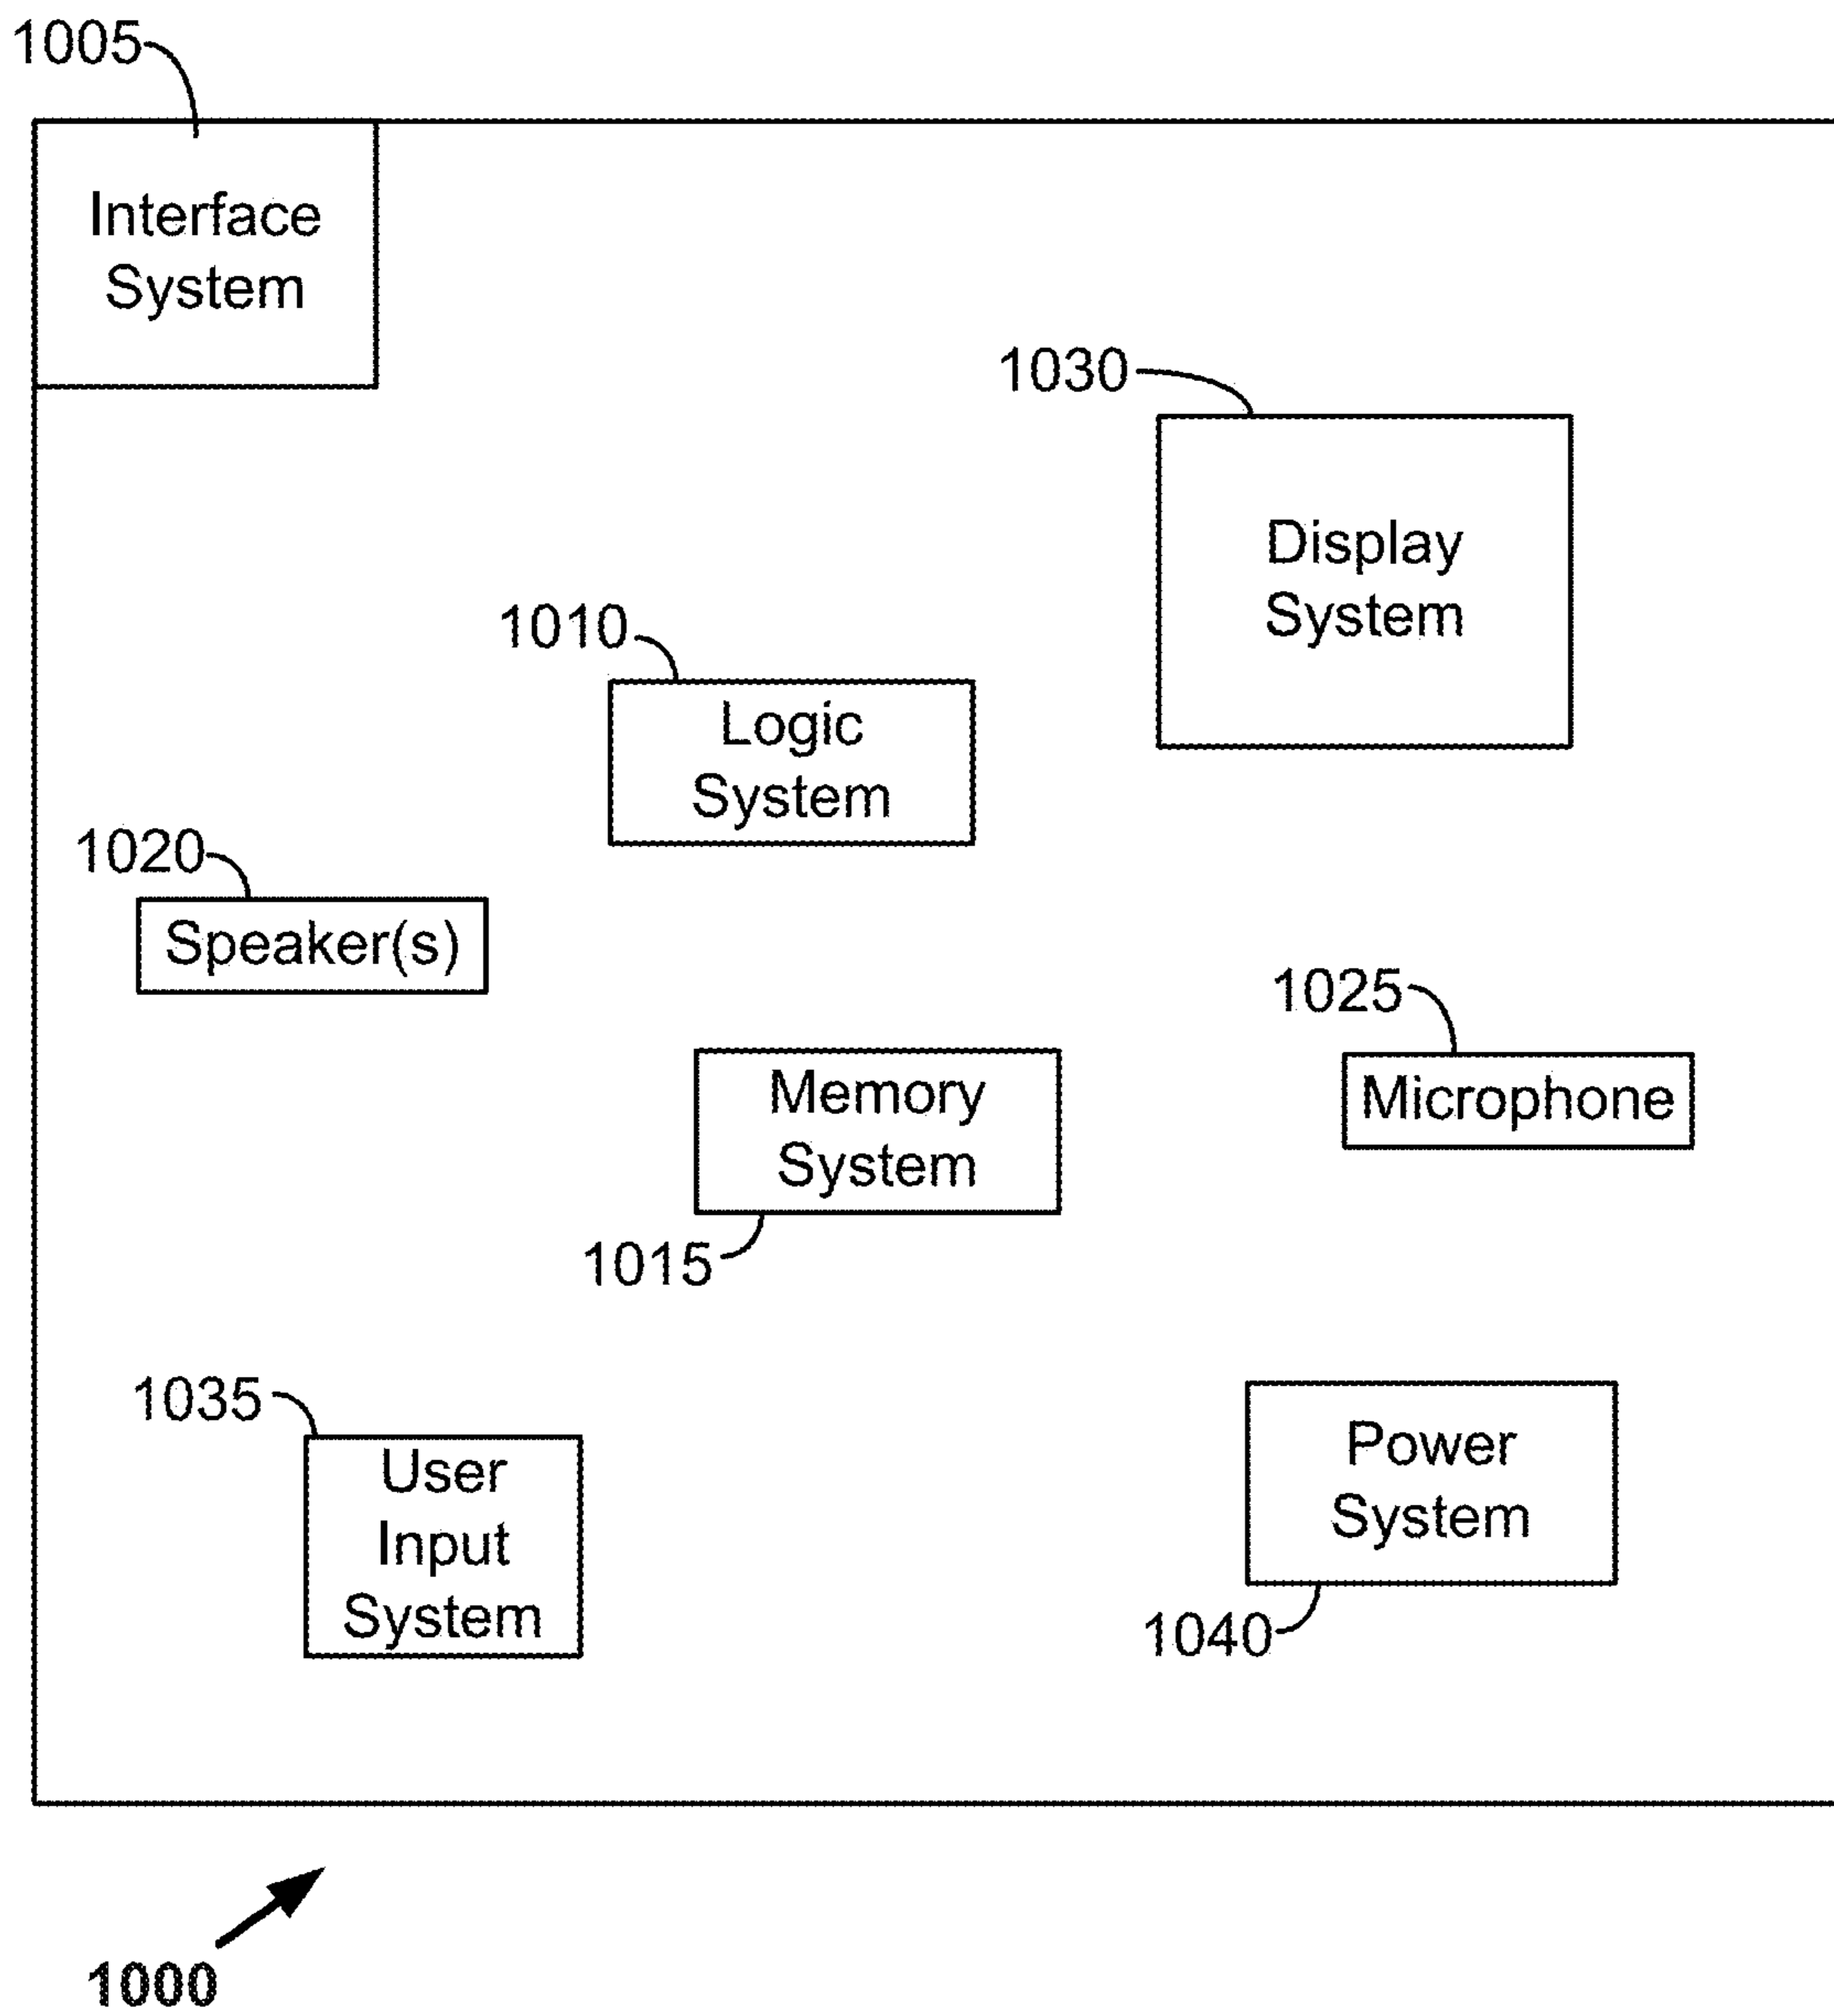 1005
Interface
System
1030
Display
System
1010
Logic
System
1020
Speaker(s)
1025
Microphone
Memory
System
1015
1035
User
Input
System
Power
System
1040
1000